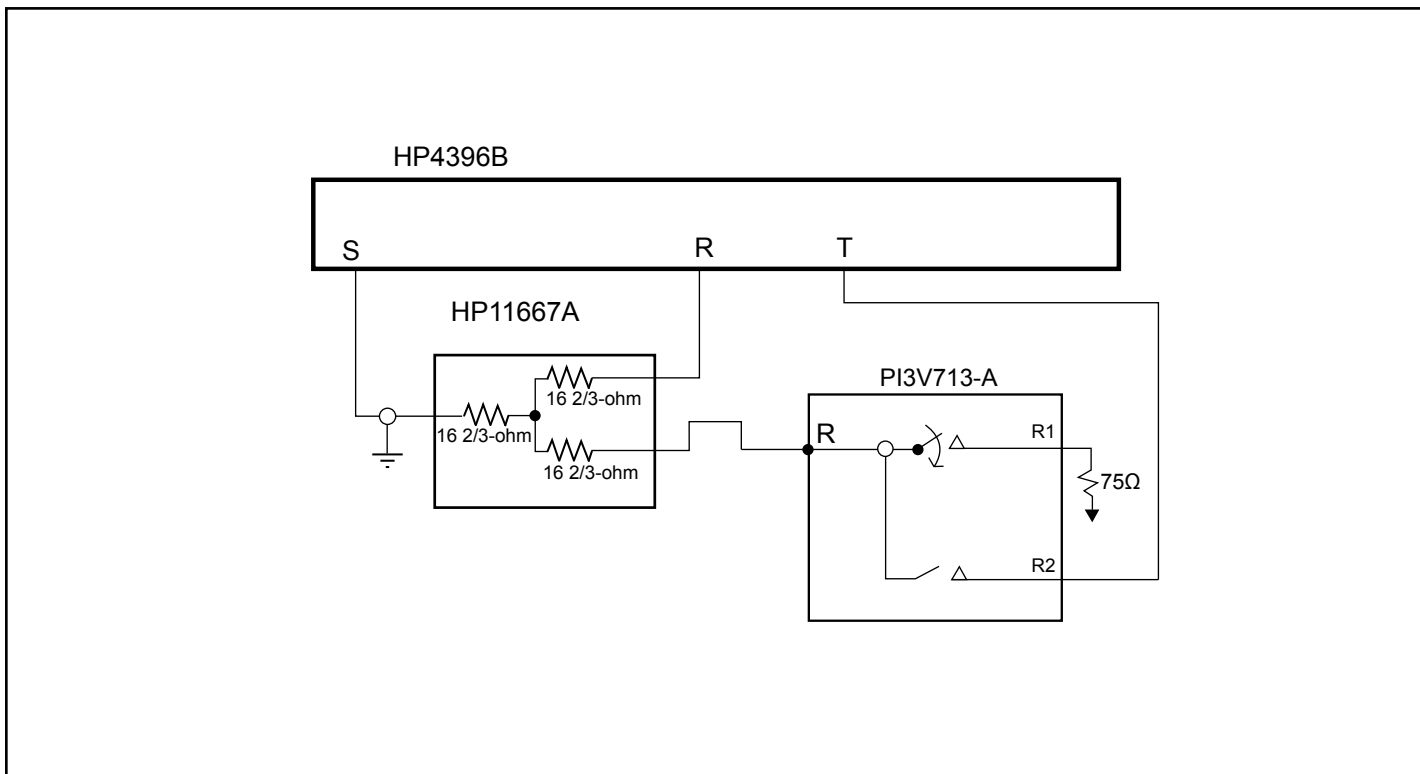 HP4396B
S
R
T
HP11667A
16 2/3-ohm
16 2/3-ohm
16 2/3-ohm
PI3V713-A
R
R1
75Ω
R2